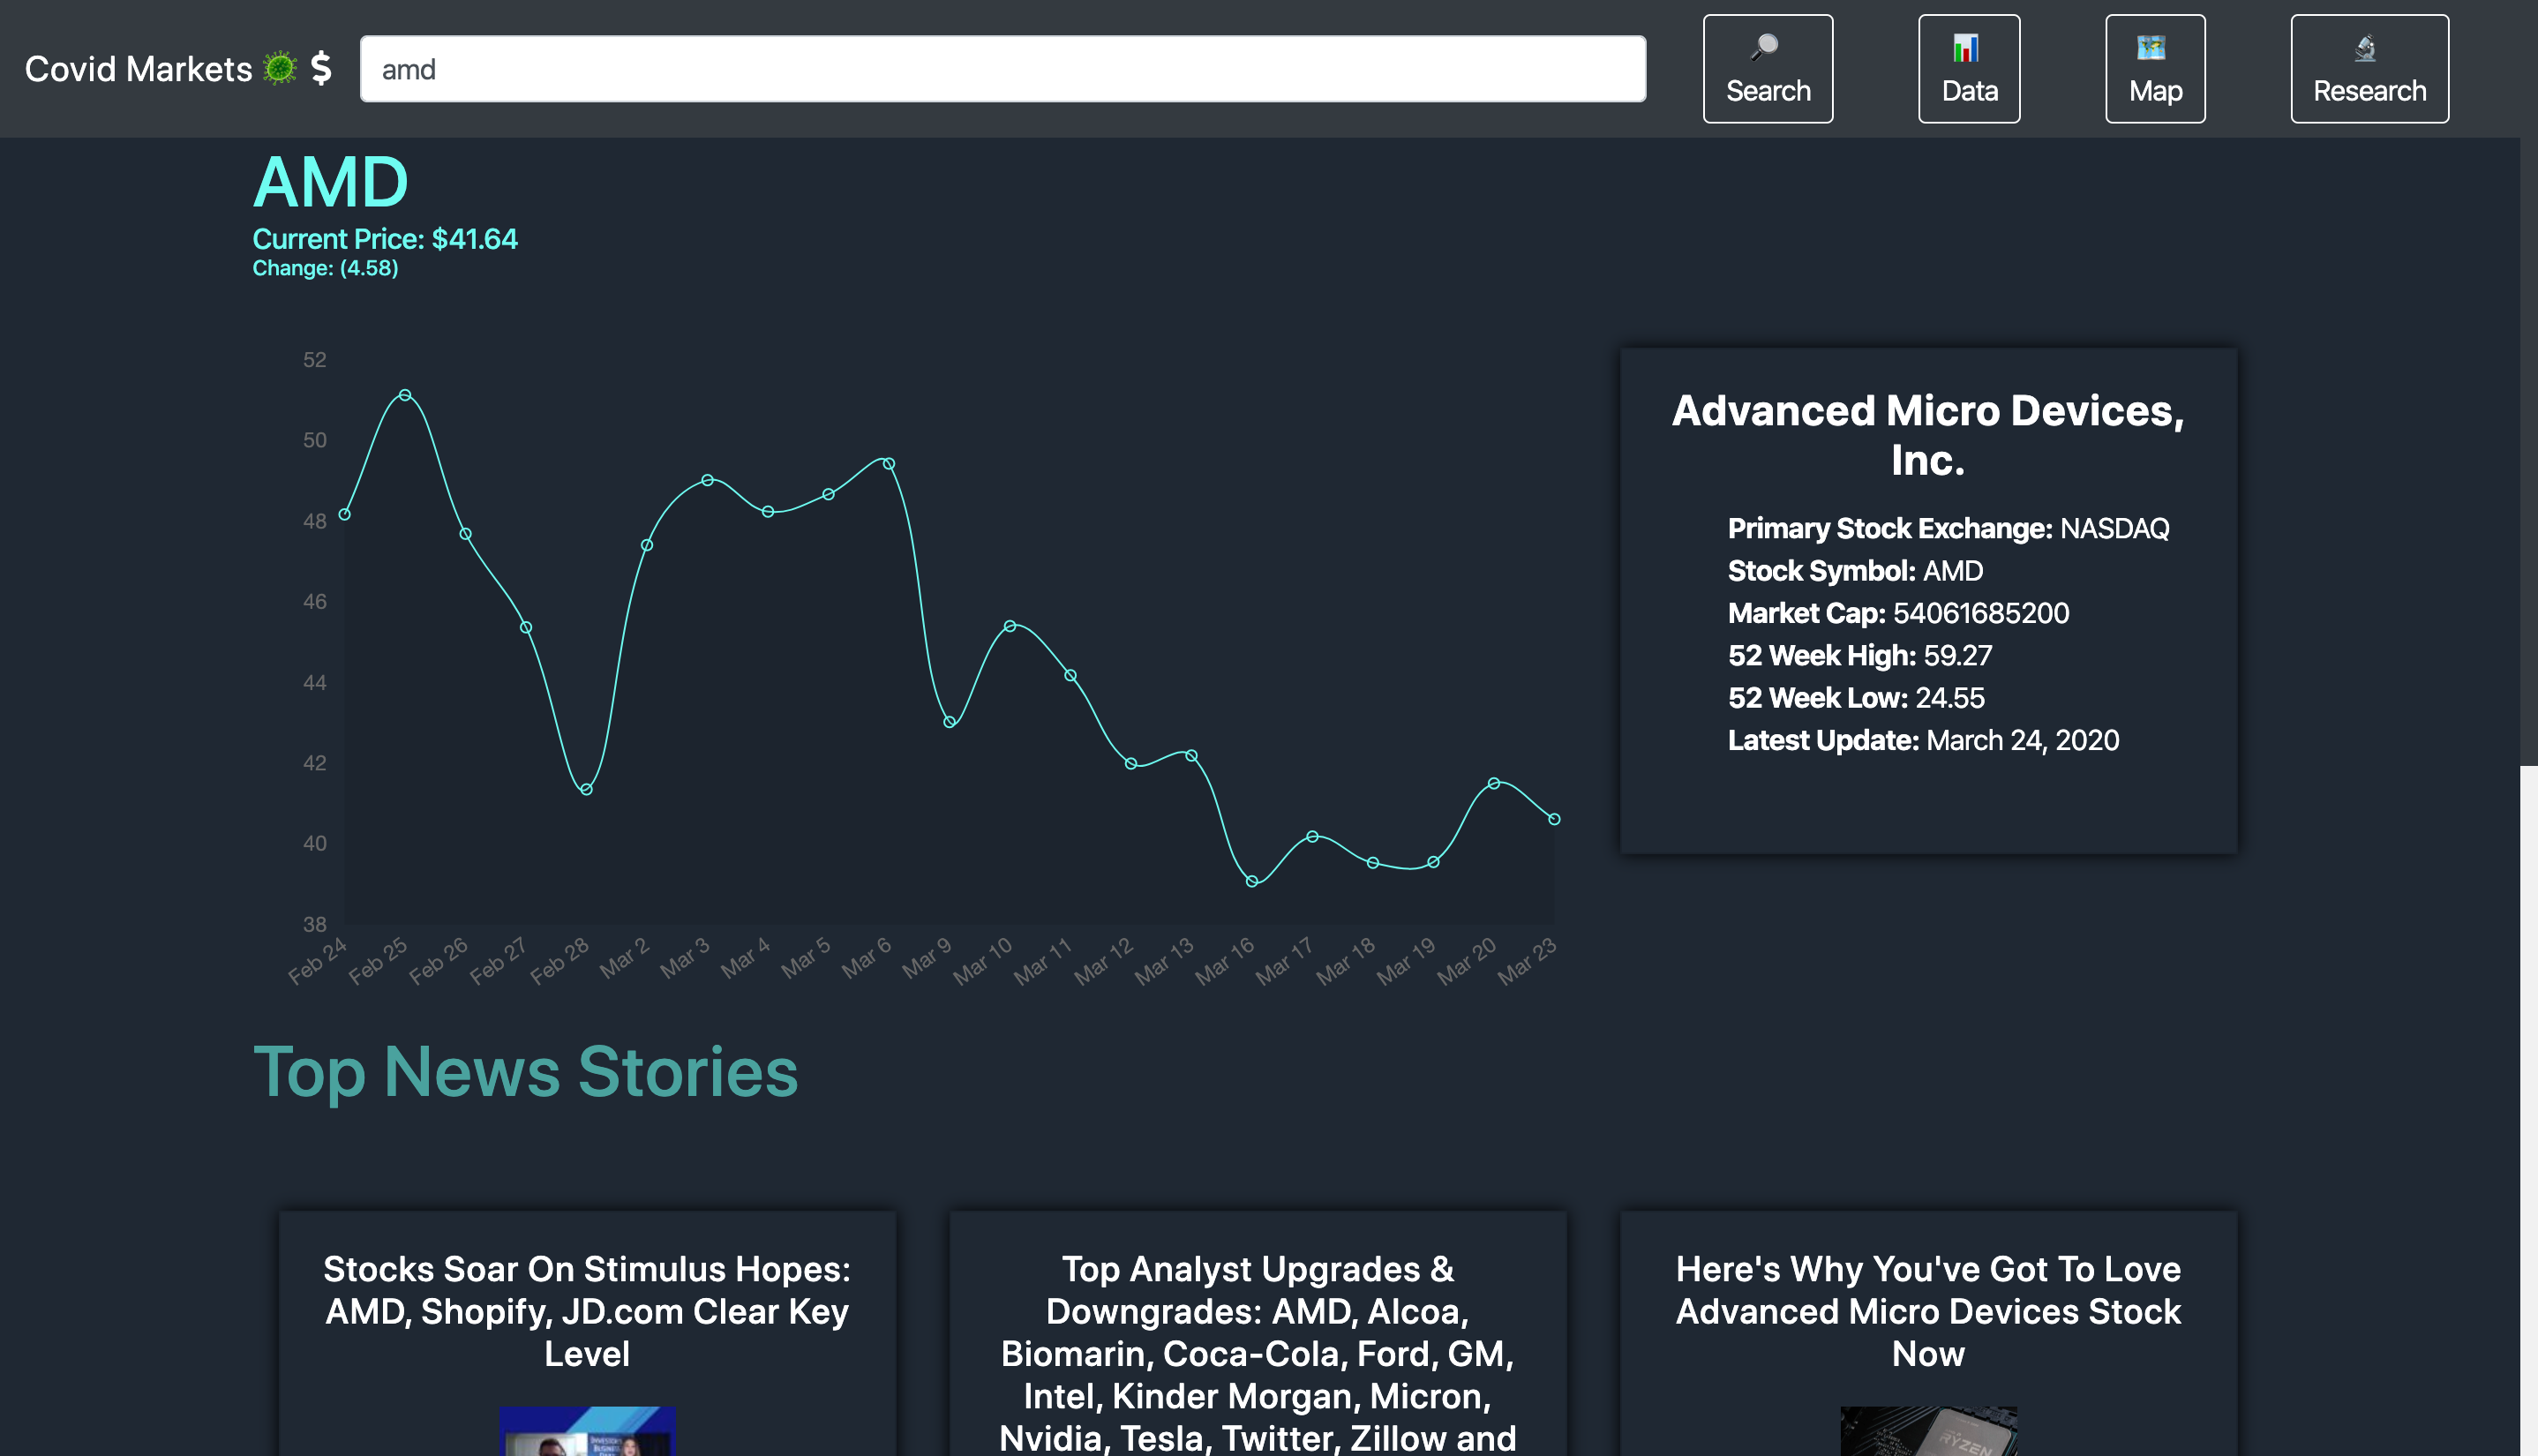 Covid Markets $
amd
Search
Data
Map
Research
AMD
Current Price: $41.64
Change: (4.58)
52
50
48
46
44
42
40
38
Feb 24
Feb 25
Feb 26
Feb 27
Feb 28
Mar 2
Mar 3
Mar 4
Mar 5
Mar 6
Mar 9
Mar 10
Mar 11
Mar 12
Mar 13
Mar 16
Mar 17
Mar 18
Mar 19
Mar 20
Mar 23
Advanced Micro Devices,
Inc.
Primary Stock Exchange: NASDAQ
Stock Symbol: AMD
Market Cap: 54061685200
52 Week High: 59.27
52 Week Low: 24.55
Latest Update: March 24, 2020
Top News Stories
Stocks Soar On Stimulus Hopes:
AMD, Shopify, JD.com Clear Key
Level
Top Analyst Upgrades &
Downgrades: AMD, Alcoa,
Biomarin, Coca-Cola, Ford, GM,
Intel, Kinder Morgan, Micron,
Nvidia, Tesla, Twitter, Zillow and
Here's Why You've Got To Love
Advanced Micro Devices Stock
Now
RYZEN